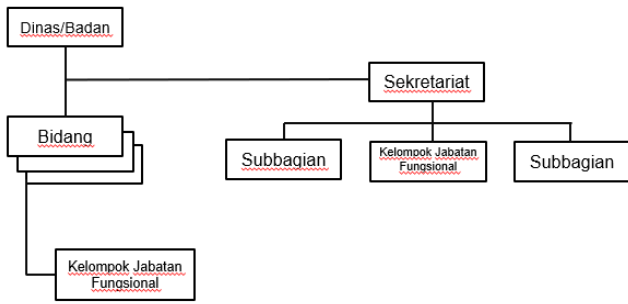 Dinas/Badan
Sekretariat
Bidang
Subbagian
Kelompok Jabatan
Fungsional
Subbagian
Kelompok Jabatan
Fungsional